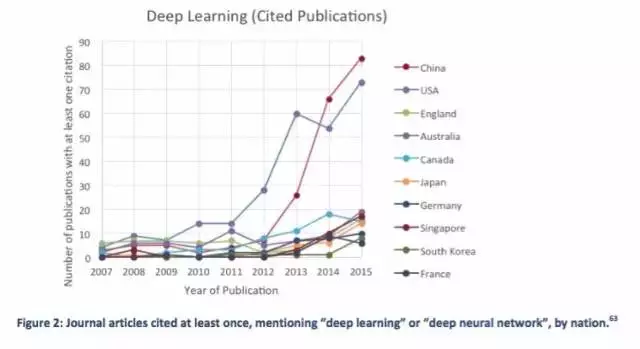 Deep Learning (Cited Publications)
Number of publications with at least one citation
90
80
70
60
50
40
30
20
10
0
2007 2008 2009 2010 2011 2012 2013 2014 2015
Year of Publication
China
USA
England
Australia
Canada
Japan
Germany
Singapore
South Korea
France
Figure 2: Journal articles cited at least once, mentioning “deep learning” or “deep neural network”, by nation.63